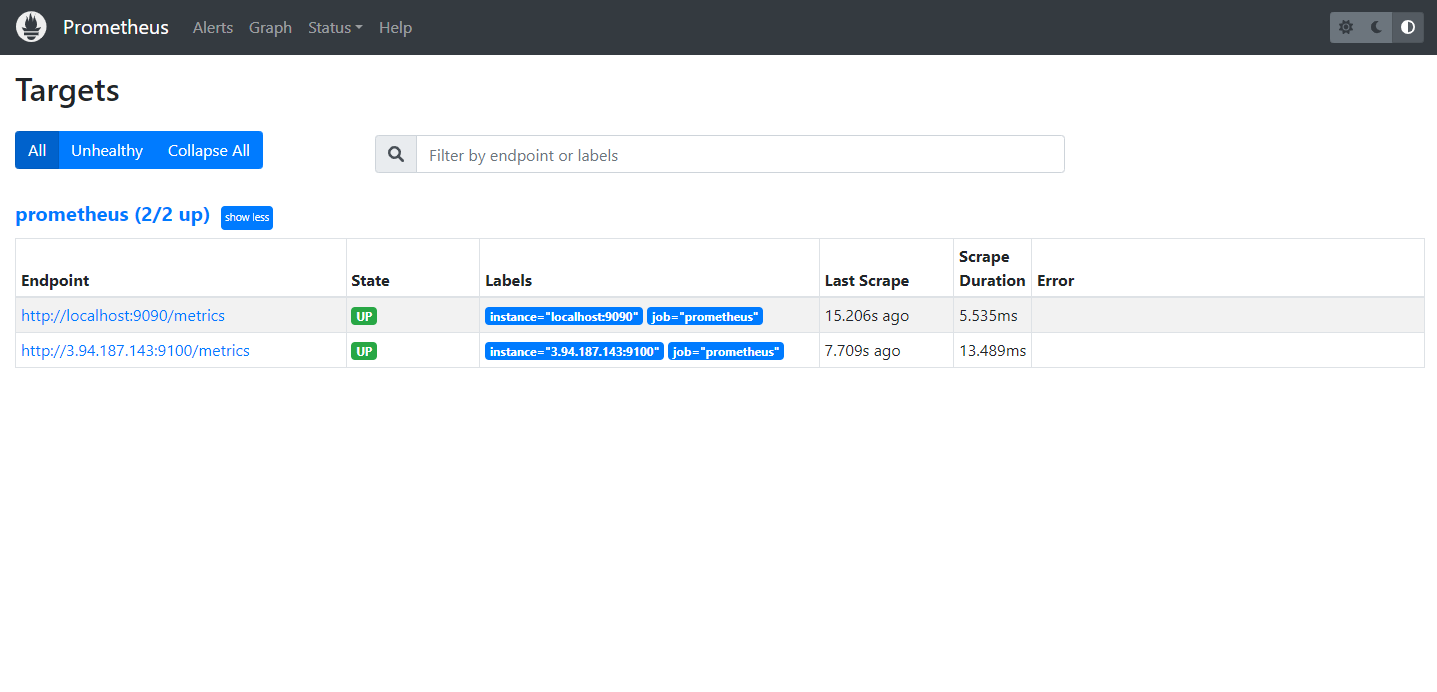 Prometheus Alerts Graph Status Help
Targets
All Unhealthy Collapse All
Filter by endpoint or labels
prometheus (2/2 up) show less
Endpoint State Labels Last Scrape Scrape Duration Error
http://localhost:9090/metrics UP instance="localhost:9090" job="prometheus" 15.206s ago 5.535ms
http://3.94.187.143:9100/metrics UP instance="3.94.187.143:9100" job="prometheus" 7.709s ago 13.489ms